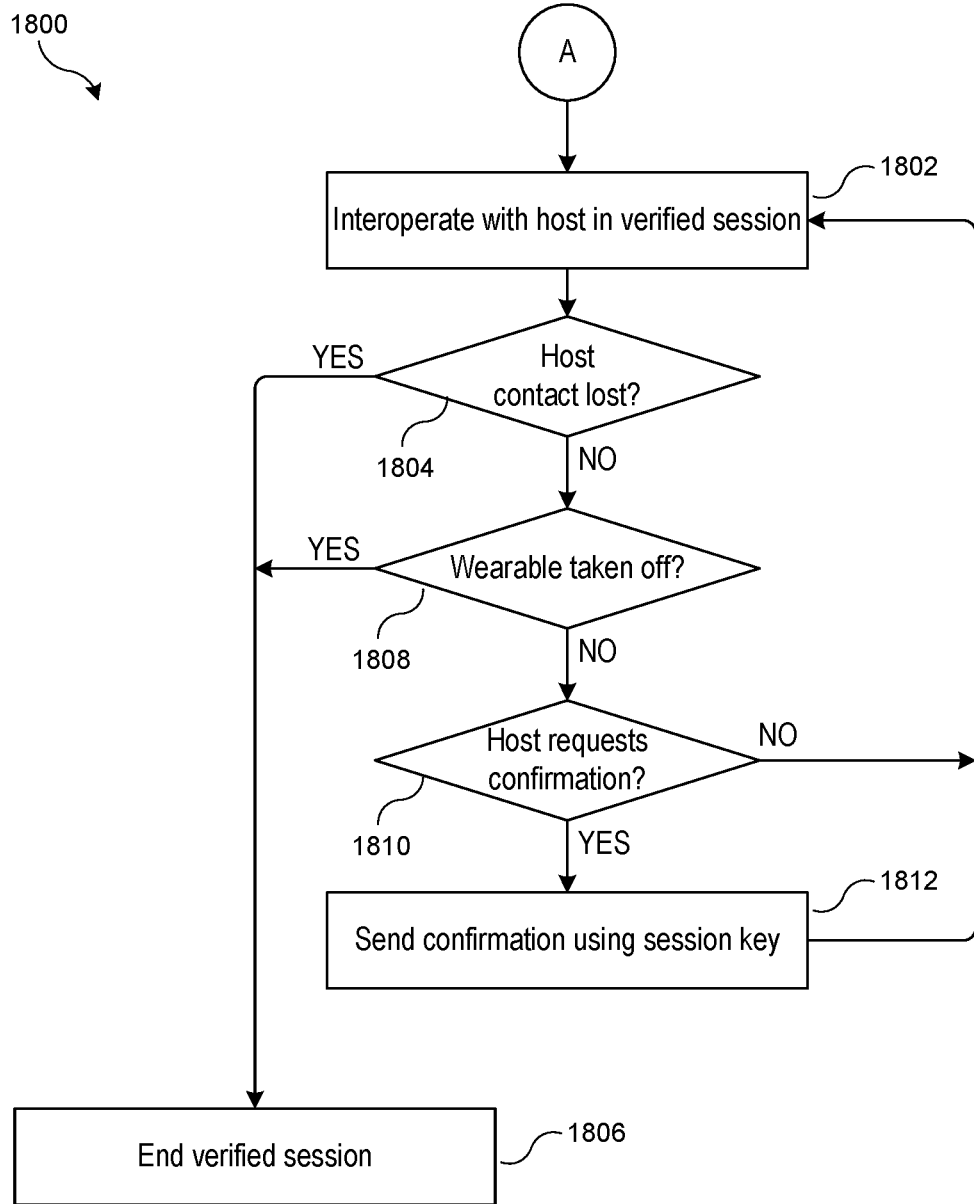 1800
A
1802
Interoperate with host in verified session
YES
Host
contact lost?
1804
NO
YES
Wearable taken off?
1808
NO
Host requests
confirmation?
NO
1810
YES
1812
Send confirmation using session key
1806
End verified session